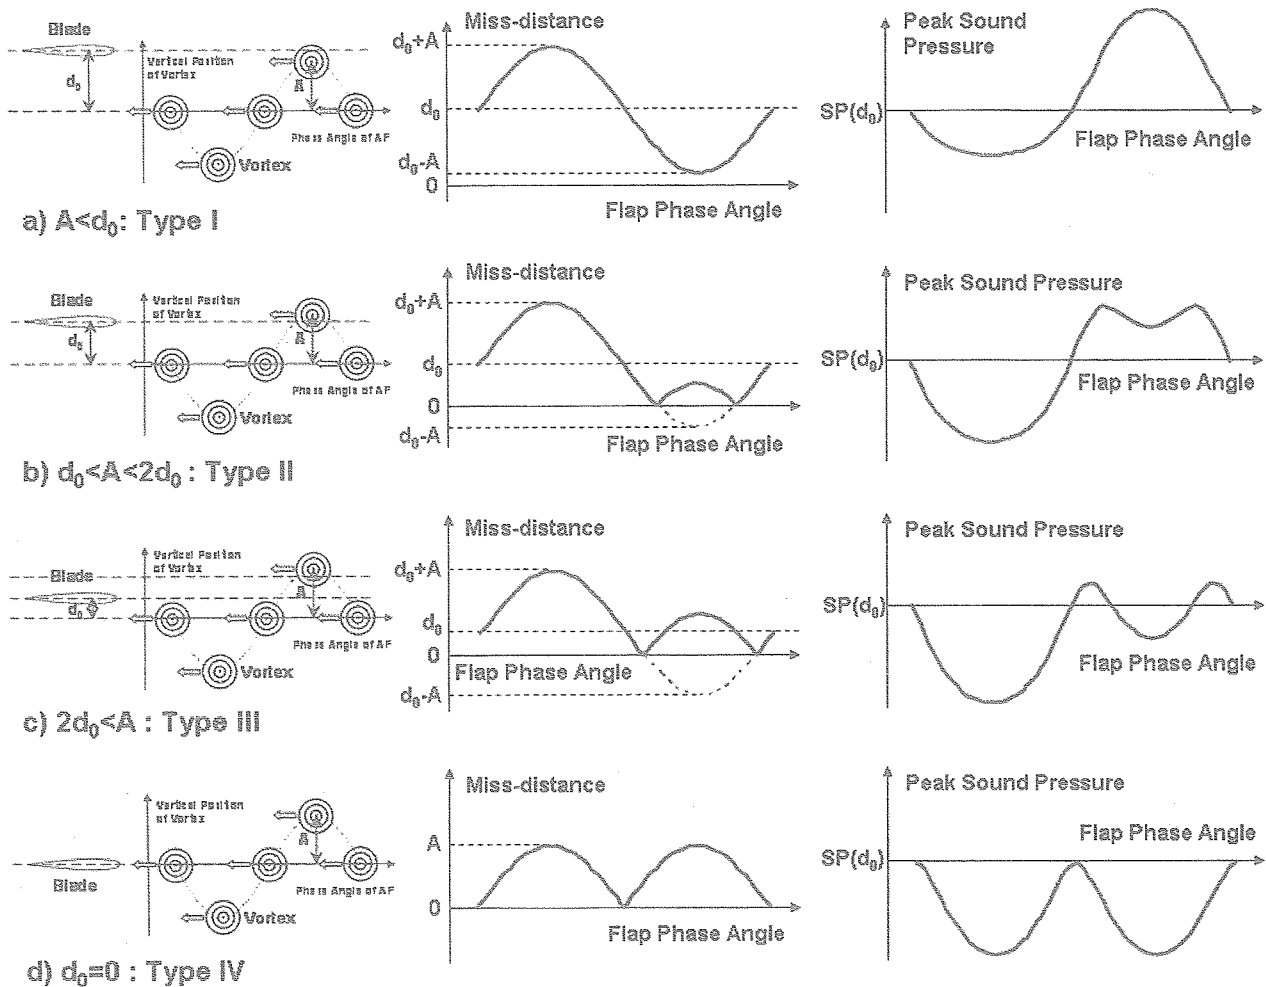 Blade
d₀
Vertical Position
of Vortex
A
Phase Angle of AF
Vortex
Miss-distance
d₀+A
d₀
d₀-A
0
Flap Phase Angle
Peak Sound
Pressure
SP(d₀)
Flap Phase Angle
a) A<d₀: Type I
Blade
d₀
Vertical Position
of Vortex
A
Phase Angle of AF
Vortex
Miss-distance
d₀+A
d₀
0
d₀-A
Flap Phase Angle
Peak Sound Pressure
SP(d₀)
Flap Phase Angle
b) d₀<A<2d₀ : Type II
Blade
d₀
Vertical Position
of Vortex
A
Phase Angle of AF
Vortex
Miss-distance
d₀+A
d₀
0
Flap Phase Angle
d₀-A
Peak Sound Pressure
SP(d₀)
Flap Phase Angle
c) 2d₀<A : Type III
Blade
Vertical Position
of Vortex
A
Phase Angle of AF
Vortex
Miss-distance
A
0
Flap Phase Angle
Peak Sound Pressure
Flap Phase Angle
SP(d₀)
d) d₀=0 : Type IV